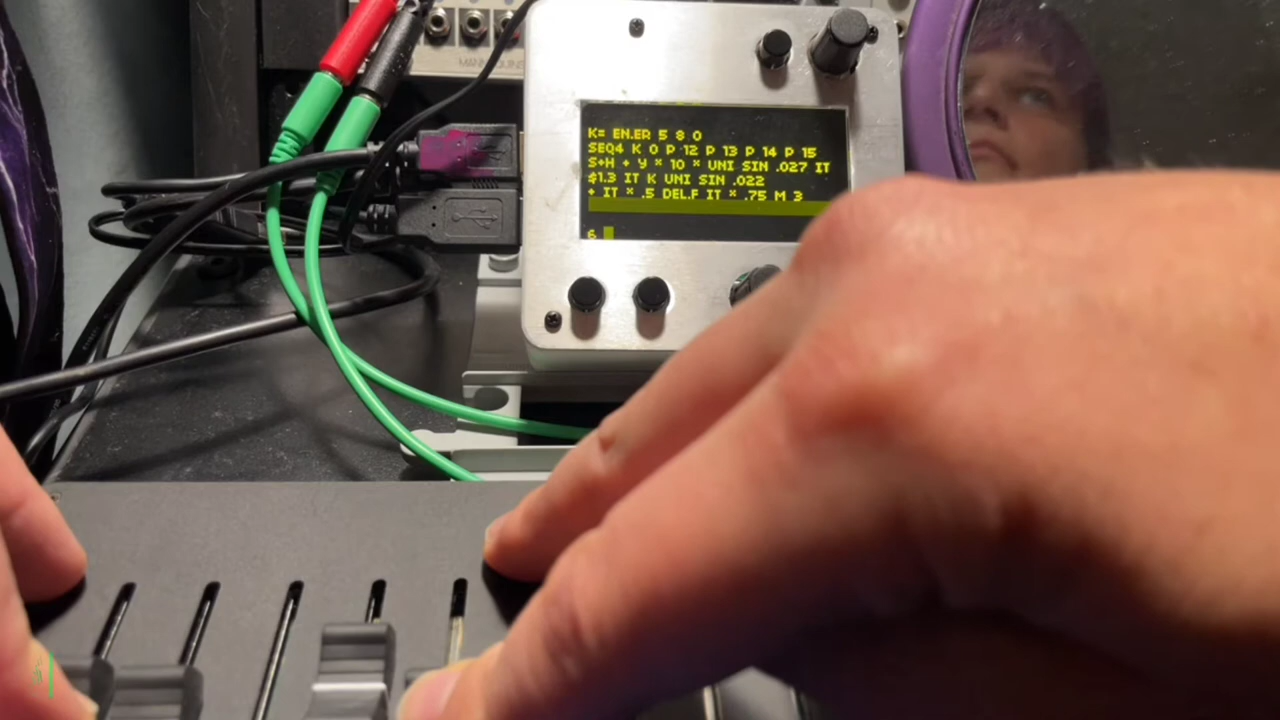 K= EN.ER 5 8 0
SEQ4 K 0 P 12 P 13 P 14 P 15
S+H + Y * 10 * UNI SIN .027 IT
$1.3 IT K UNI SIN .022
+ IT * .5 DEL.F IT * .75 M 3
6